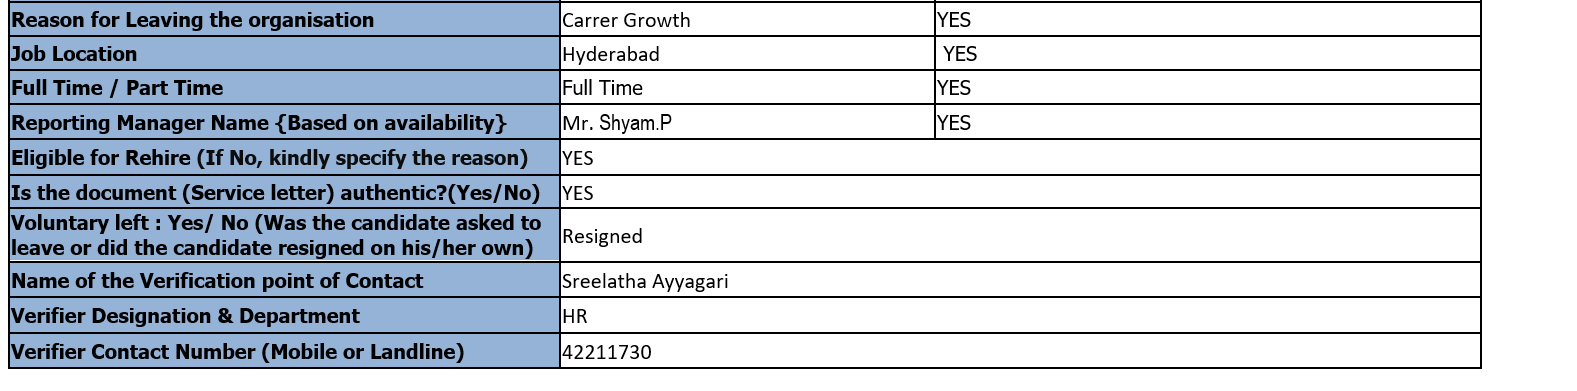 Reason for Leaving the organisation Carrer Growth YES
Job Location Hyderabad YES
Full Time / Part Time Full Time YES
Reporting Manager Name {Based on availability} Mr. Shyam.P YES
Eligible for Rehire (If No, kindly specify the reason) YES
Is the document (Service letter) authentic?(Yes/No) YES
Voluntary left : Yes/ No (Was the candidate asked to
leave or did the candidate resigned on his/her own) Resigned
Name of the Verification point of Contact Sreelatha Ayyagari
Verifier Designation & Department HR
Verifier Contact Number (Mobile or Landline) 42211730